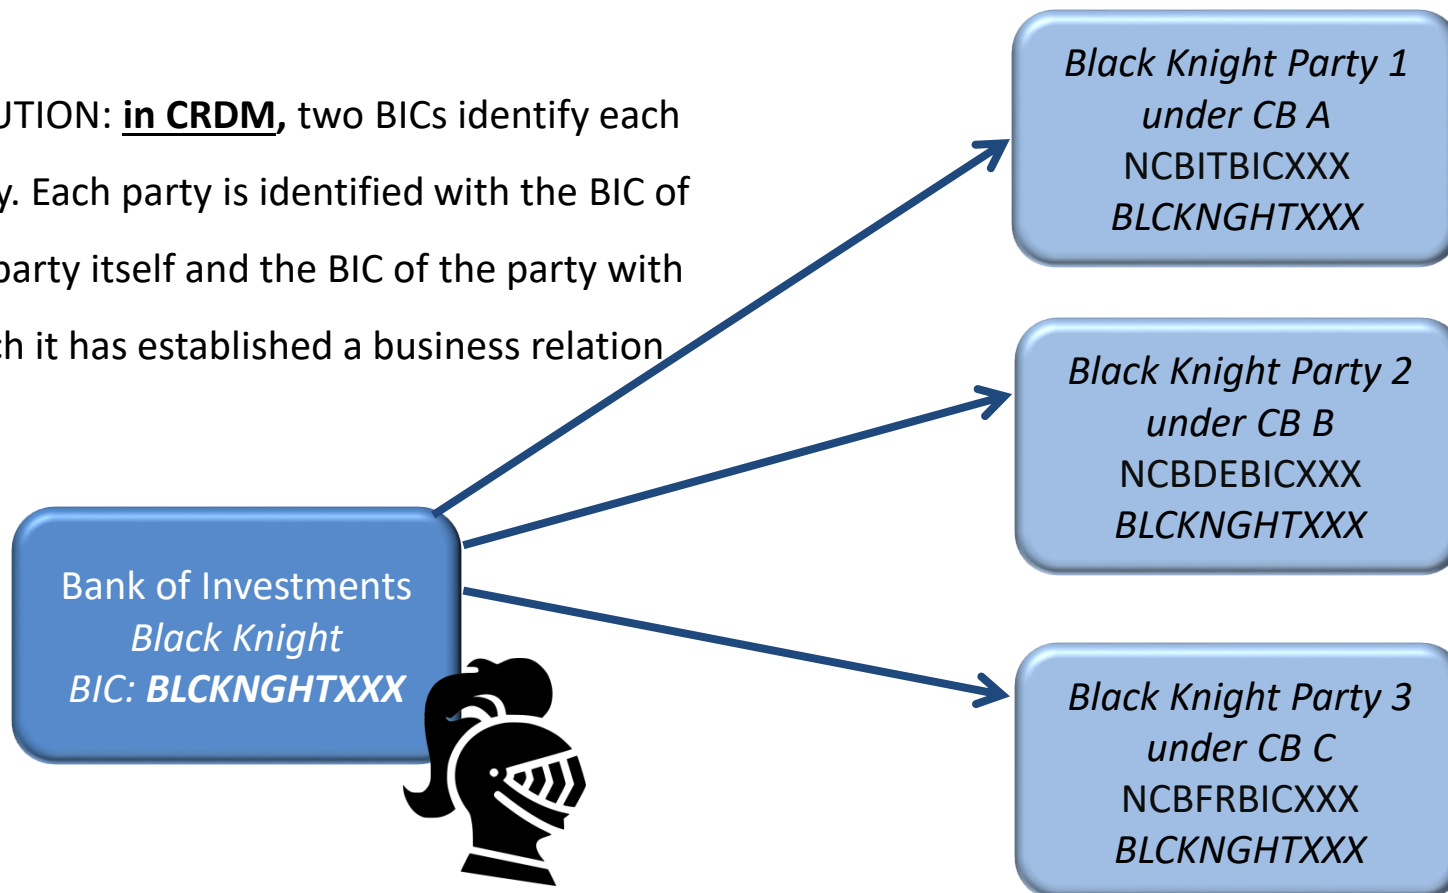 UTION: in CRDM, two BICs identify each
y. Each party is identified with the BIC of
party itself and the BIC of the party with
ch it has established a business relation
Black Knight Party 1
under CB A
NCBITBICXXX
BLCKNGHTXXX
Black Knight Party 2
under CB B
NCBDEBICXXX
BLCKNGHTXXX
Bank of Investments
Black Knight
BIC: BLCKNGHTXXX
Black Knight Party 3
under CB C
NCBFRBICXXX
BLCKNGHTXXX